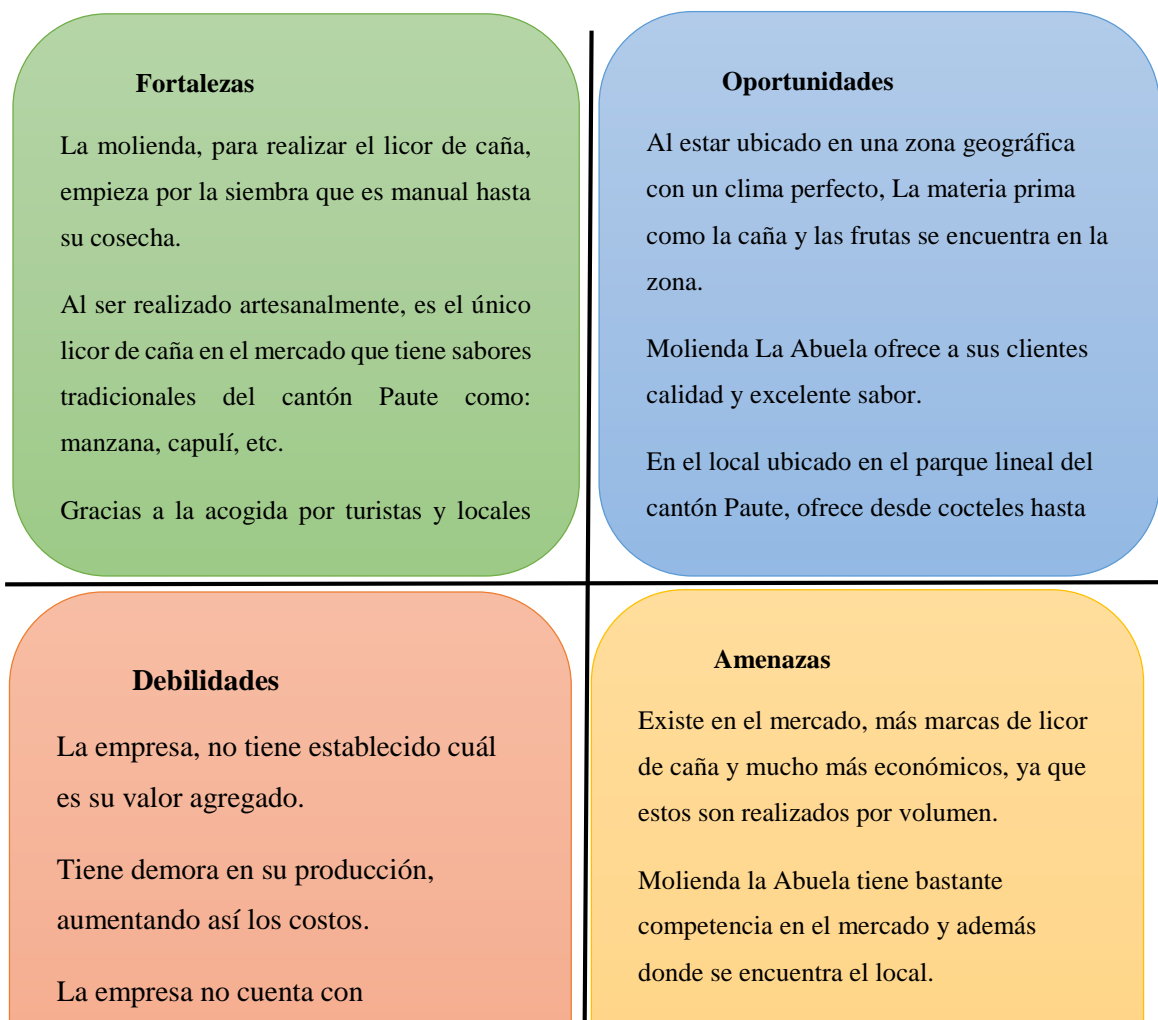 Fortalezas
La molienda, para realizar el licor de caña,
empieza por la siembra que es manual hasta
su cosecha.
Al ser realizado artesanalmente, es el único
licor de caña en el mercado que tiene sabores
tradicionales del cantón Paute como:
manzana, capulí, etc.
Gracias a la acogida por turistas y locales
Oportunidades
Al estar ubicado en una zona geográfica
con un clima perfecto, La materia prima
como la caña y las frutas se encuentra en la
zona.
Molienda La Abuela ofrece a sus clientes
calidad y excelente sabor.
En el local ubicado en el parque lineal del
cantón Paute, ofrece desde cocteles hasta
Debilidades
La empresa, no tiene establecido cuál
es su valor agregado.
Tiene demora en su producción,
aumentando así los costos.
La empresa no cuenta con
Amenazas
Existe en el mercado, más marcas de licor
de caña y mucho más económicos, ya que
estos son realizados por volumen.
Molienda la Abuela tiene bastante
competencia en el mercado y además
donde se encuentra el local.